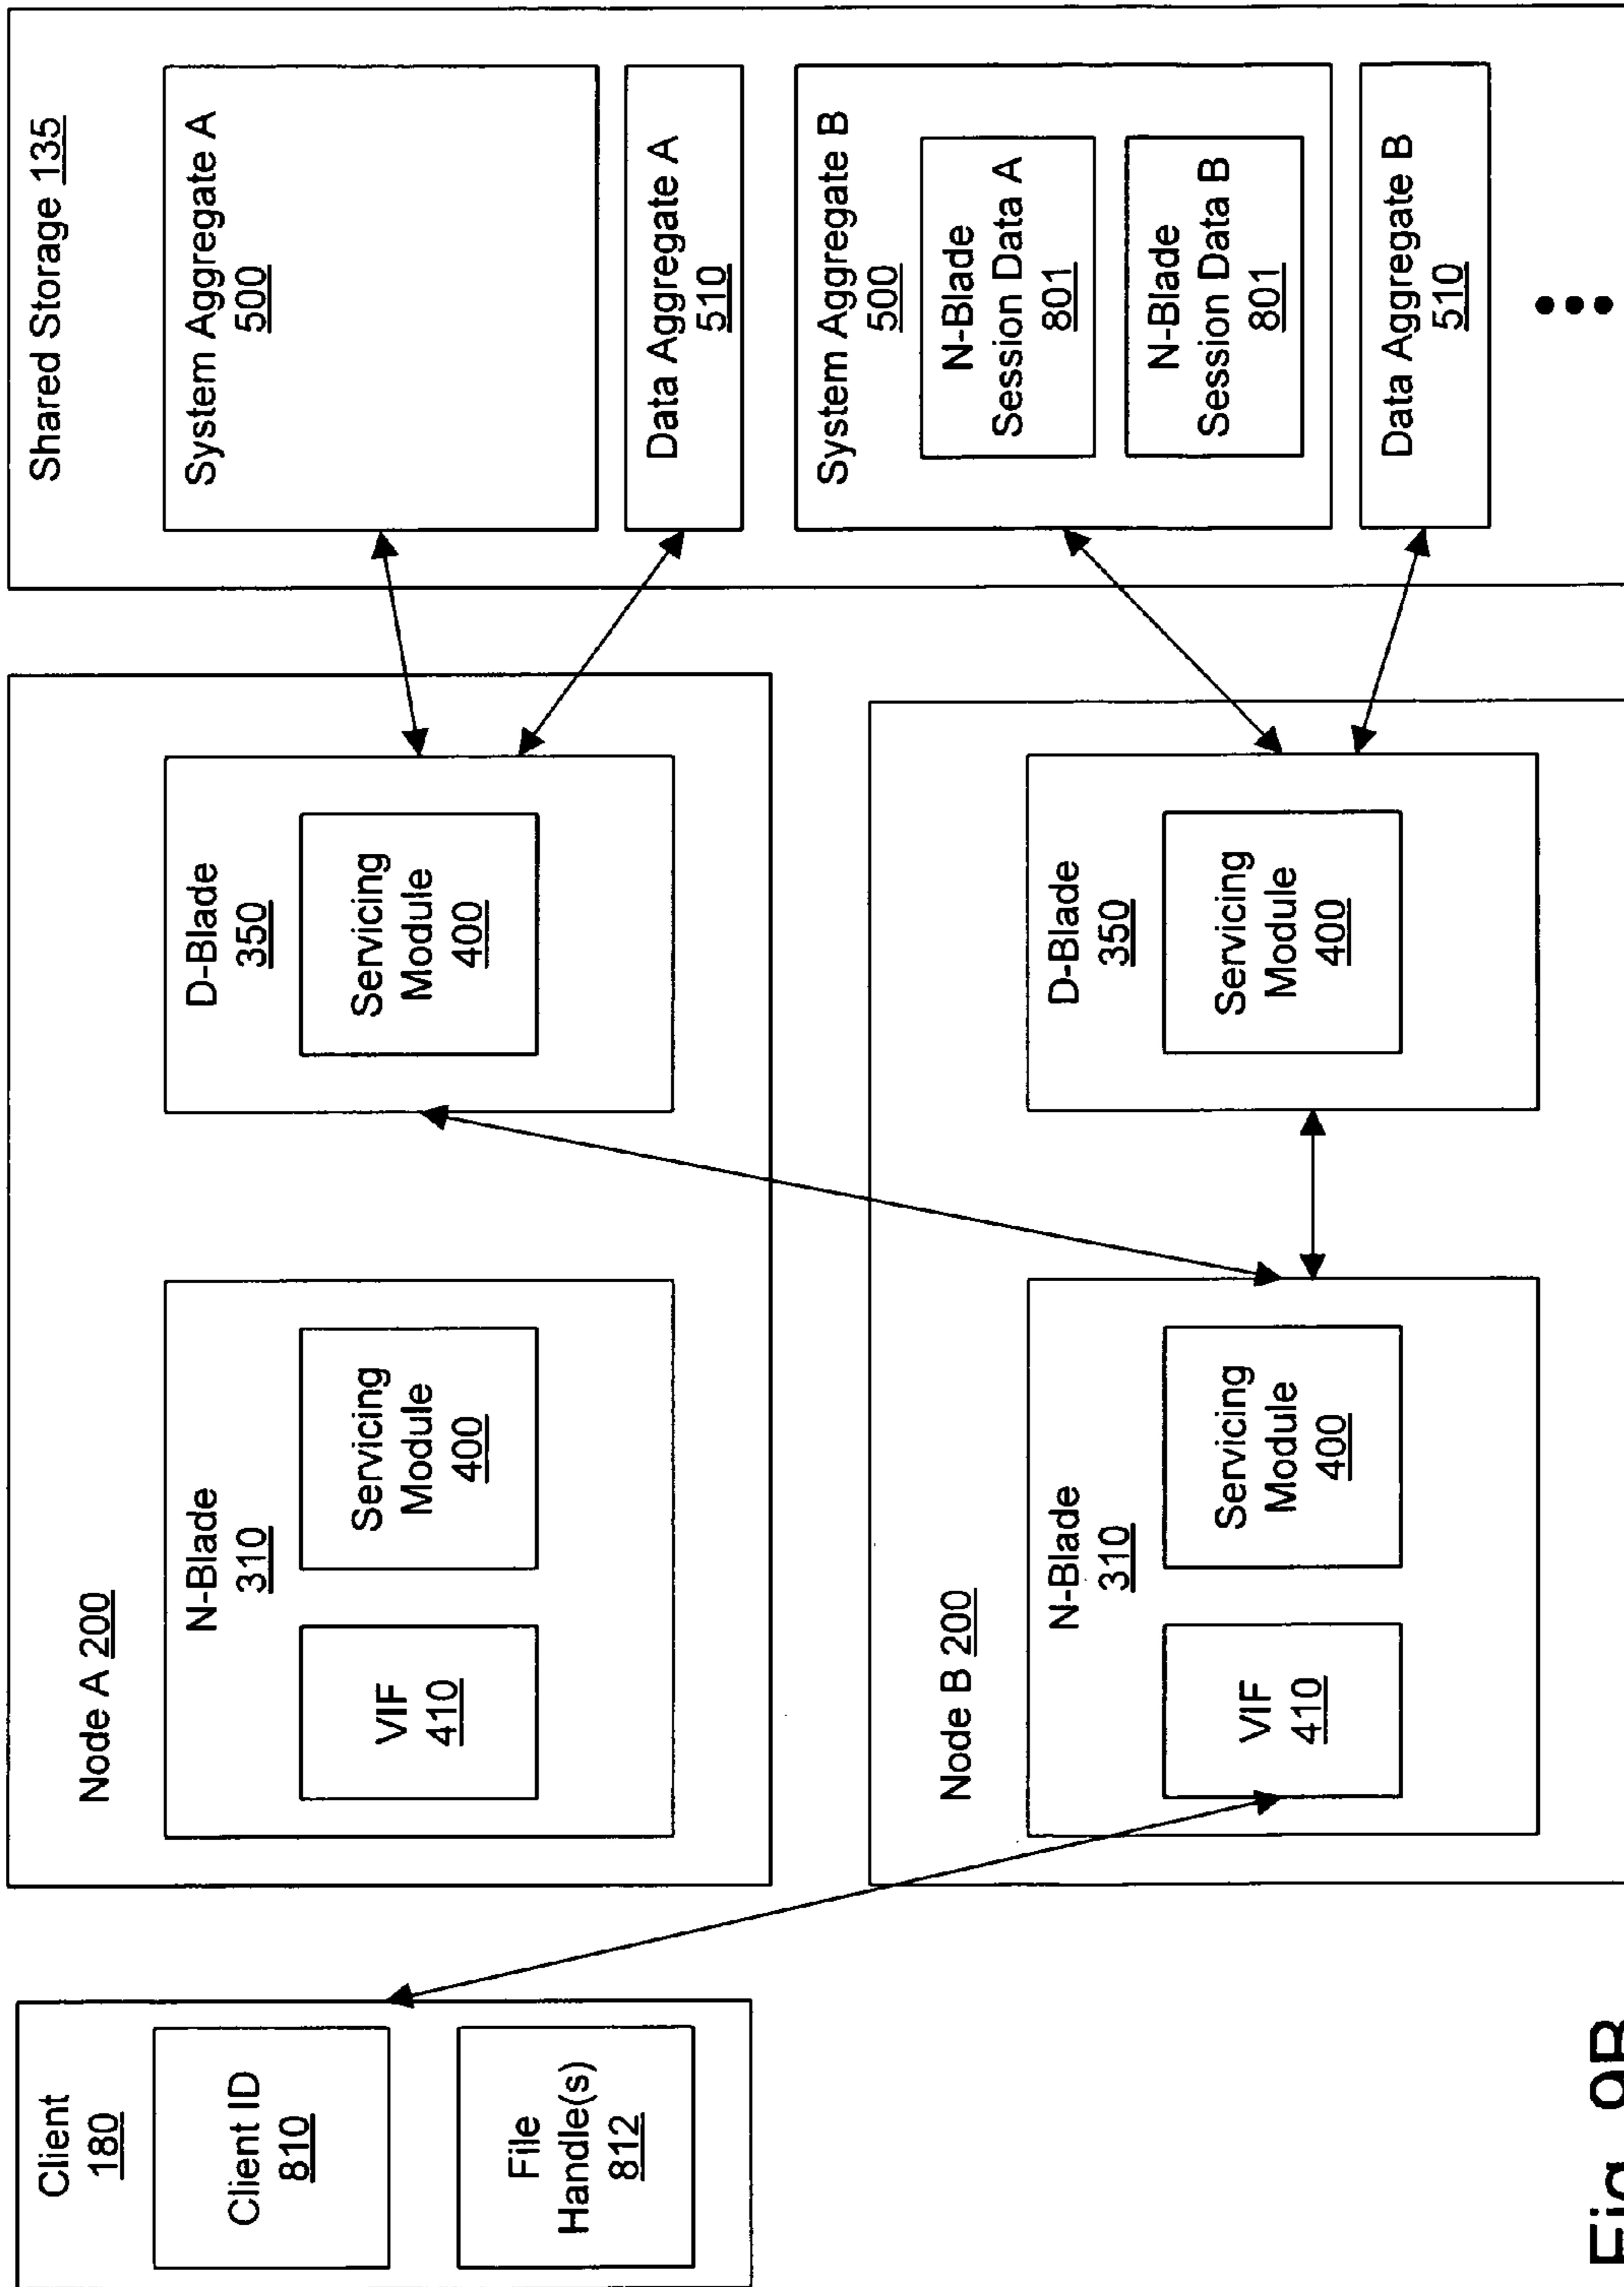 Client
180
Client ID
810
File
Handle(s)
812
Node A 200
N-Blade
310
VIF
410
Servicing
Module
400
D-Blade
350
Servicing
Module
400
Node B 200
N-Blade
310
VIF
410
Servicing
Module
400
D-Blade
350
Servicing
Module
400
Shared Storage 135
System Aggregate A
500
Data Aggregate A
510
System Aggregate B
500
N-Blade
Session Data A
801
N-Blade
Session Data B
801
Data Aggregate B
510
Fig. 9B